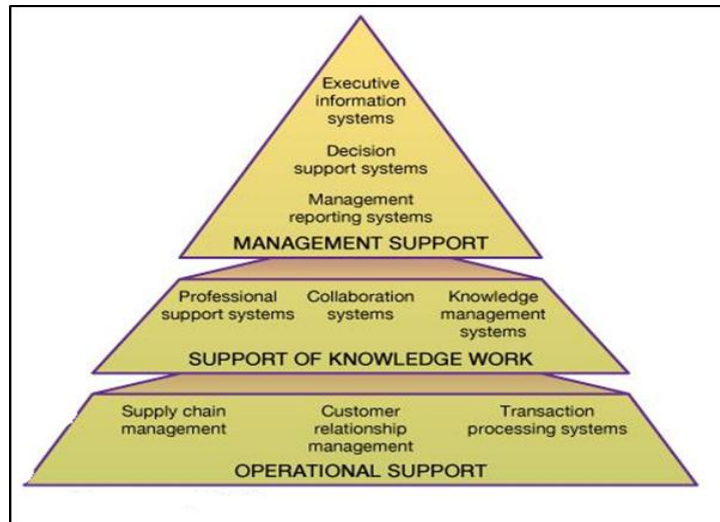 Executive
information
systems
Decision
support systems
Management
reporting systems
MANAGEMENT SUPPORT
Professional
support systems
Collaboration
systems
Knowledge
management
systems
SUPPORT OF KNOWLEDGE WORK
Supply chain
management
Customer
relationship
management
Transaction
processing systems
OPERATIONAL SUPPORT